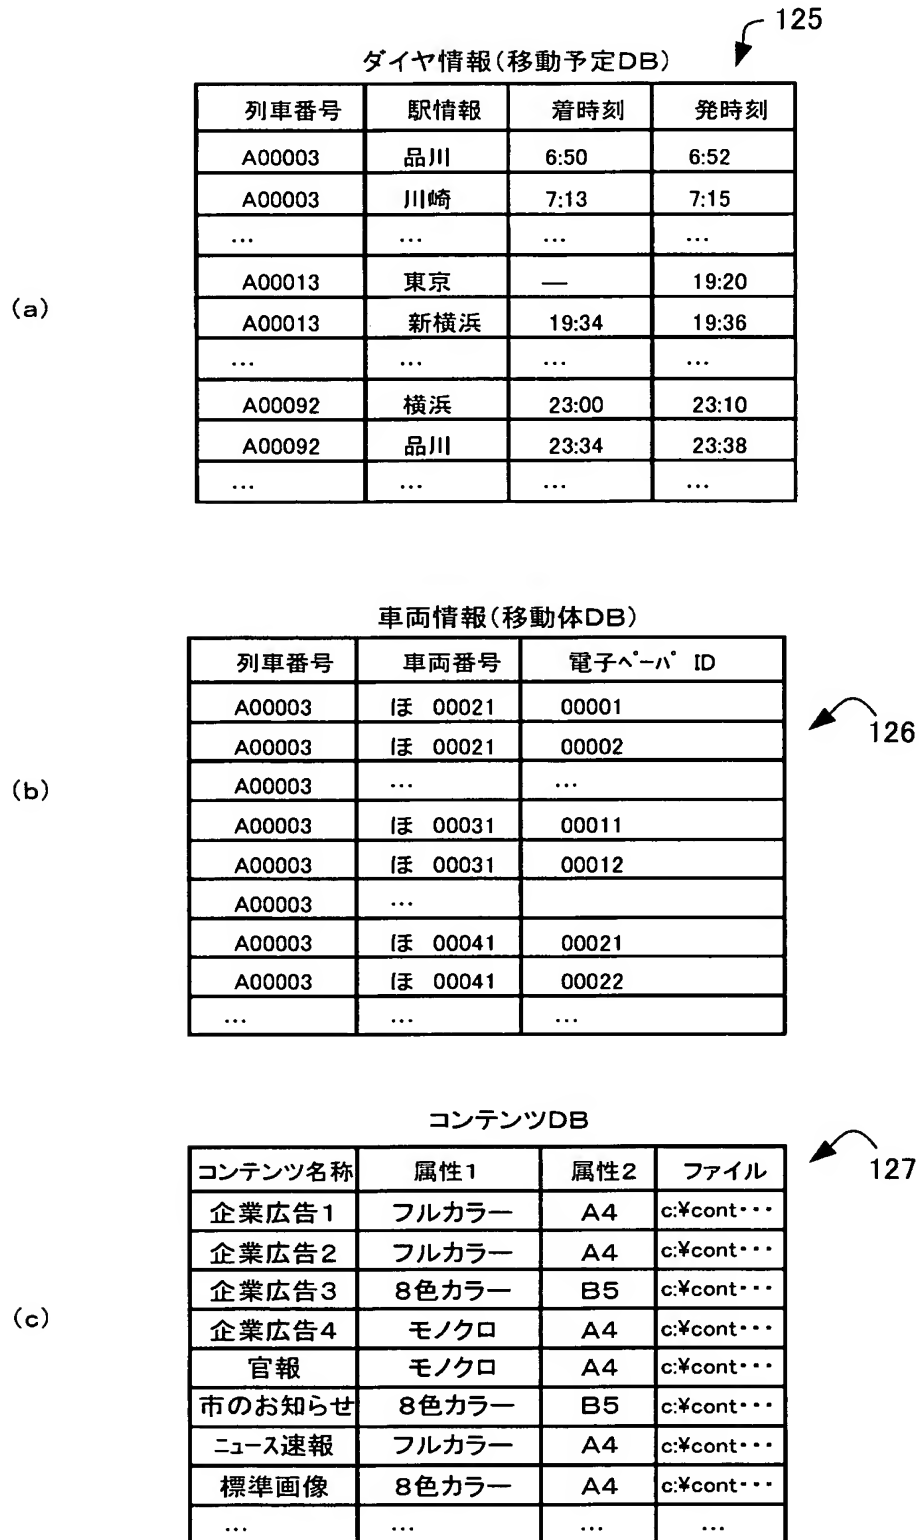 125
ダイヤ情報(移動予定DB)
列車番号 駅情報 着時刻 発時刻
A00003 品川 6:50 6:52
A00003 川崎 7:13 7:15
… … … …
A00013 東京 — 19:20
(a)
A00013 新横浜 19:34 19:36
… … … …
A00092 横浜 23:00 23:10
A00092 品川 23:34 23:38
… … … …
車両情報(移動体DB)
列車番号 車両番号 電子ペーパ ID
A00003 ほ 00021 00001
126
A00003 ほ 00021 00002
A00003 … …
(b)
A00003 ほ 00031 00011
A00003 ほ 00031 00012
A00003 …
A00003 ほ 00041 00021
A00003 ほ 00041 00022
… … …
コンテンツDB
127
コンテンツ名称 属性1 属性2 ファイル
企業広告1 フルカラー A4 c:¥cont・・・
企業広告2 フルカラー A4 c:¥cont・・・
企業広告3 8色カラー B5 c:¥cont・・・
(c)
企業広告4 モノクロ A4 c:¥cont・・・
官報 モノクロ A4 c:¥cont・・・
市のお知らせ 8色カラー B5 c:¥cont・・・
ニュース速報 フルカラー A4 c:¥cont・・・
標準画像 8色カラー A4 c:¥cont・・・
… … … …